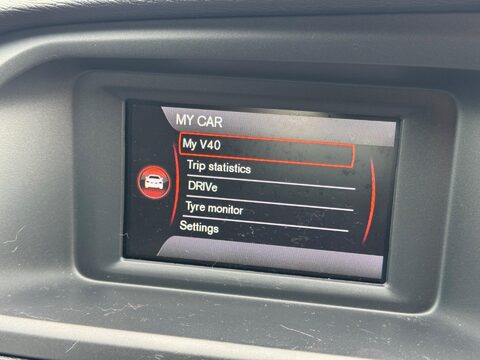 MY CAR
My V40
Trip statistics
DRIVe
Tyre monitor
Settings